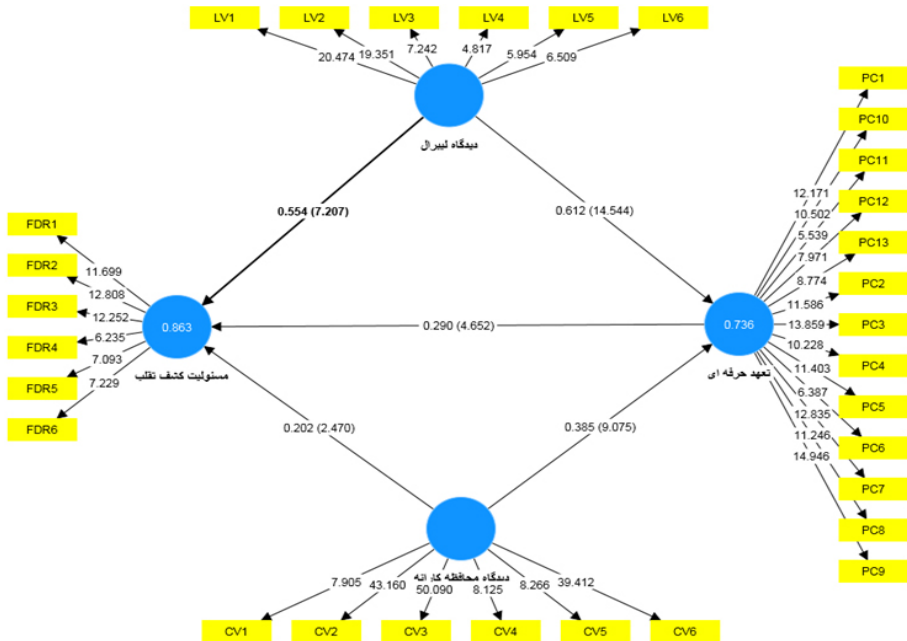 LV1
LV2
LV3
LV4
LV5
LV6
20.474
19.351
7.242
4.817
5.954
6.509
دیدگاه لیبرال
PC1
PC10
PC11
PC12
PC13
PC2
PC3
PC4
PC5
PC6
PC7
PC8
PC9
12.171
10.502
5.539
7.971
8.774
11.586
13.859
10.228
11.403
6.387
12.835
11.246
14.946
0.554 (7.207)
0.612 (14.544)
FDR1
FDR2
FDR3
FDR4
FDR5
FDR6
11.699
12.808
12.252
6.235
7.093
7.229
0.863
0.290 (4.652)
0.736
مسئولیت کشف تقلب
تعهد حرفه ای
0.202 (2.470)
0.385 (9.075)
دیدگاه محافظه کارانه
7.905
43.160
50.090
8.125
8.266
39.412
CV1
CV2
CV3
CV4
CV5
CV6